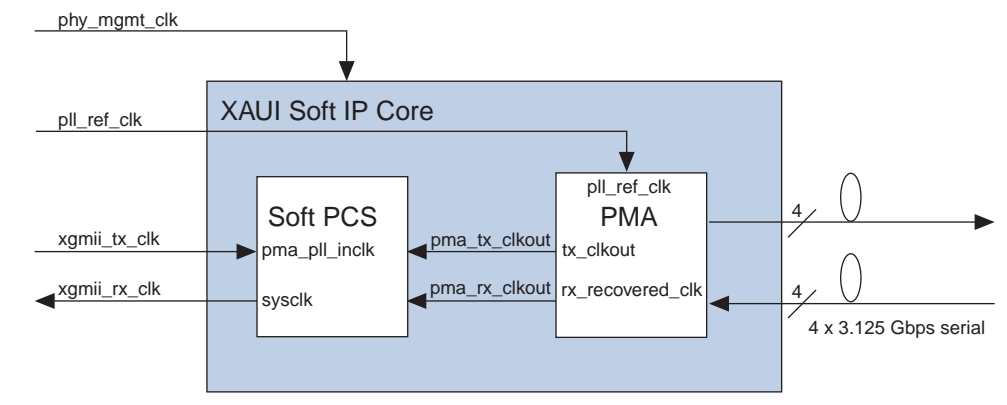 phy_mgmt_clk
XAUI Soft IP Core
pll_ref_clk
pll_ref_clk
Soft PCS
PMA
4
xgmii_tx_clk
pma_pll_inclk
pma_tx_clkout
tx_clkout
xgmii_rx_clk
sysclk
pma_rx_clkout
rx_recovered_clk
4
4 x 3.125 Gbps serial